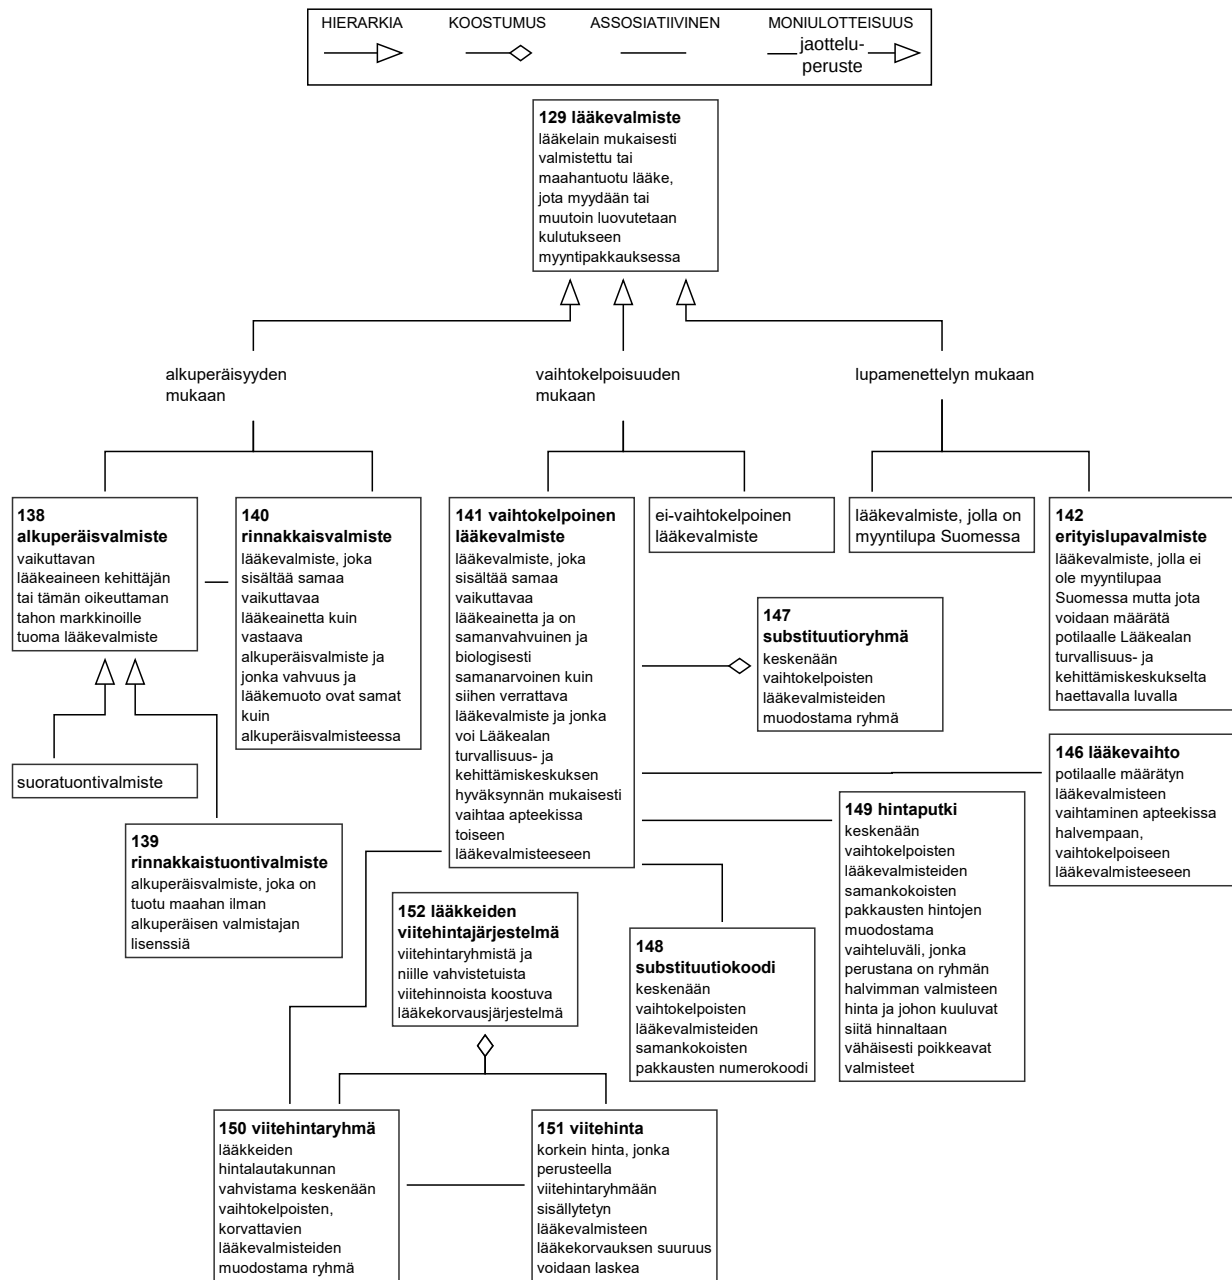 HIERARKIA
KOOSTUMUS
ASSOSIATIIVINEN
MONIULOTTEISUUS
jaottelu-
peruste
129 lääkevalmiste
lääkelain mukaisesti
valmistettu tai
maahantuotu lääke,
jota myydään tai
muutoin luovutetaan
kulutukseen
myyntipakkauksessa
alkuperäisyyden
mukaan
vaihtokelpoisuuden
mukaan
lupamenettelyn mukaan
138
alkuperäisvalmiste
vaikuttavan
lääkeaineen kehittäjän
tai tämän oikeuttaman
tahon markkinoille
tuoma lääkevalmiste
140
rinnakkaisvalmiste
lääkevalmiste, joka
sisältää samaa
vaikuttavaa
lääkeainetta kuin
vastaava
alkuperäisvalmiste ja
jonka vahvuus ja
lääkemuoto ovat samat
kuin
alkuperäisvalmisteessa
141 vaihtokelpoinen
lääkevalmiste
lääkevalmiste, joka
sisältää samaa
vaikuttavaa
lääkeainetta ja on
samanvahvuinen ja
biologisesti
samanarvoinen kuin
siihen verrattava
lääkevalmiste ja jonka
voi Lääkealan
turvallisuus- ja
kehittämiskeskuksen
hyväksynnän mukaisesti
vaihtaa apteekissa
toiseen
lääkevalmisteeseen
ei-vaihtokelpoinen
lääkevalmiste
lääkevalmiste, jolla on
myyntilupa Suomessa
142
erityislupavalmiste
lääkevalmiste, jolla ei
ole myyntilupaa
Suomessa mutta jota
voidaan määrätä
potilaalle Lääkealan
turvallisuus- ja
kehittämiskeskukselta
haettavalla luvalla
147
substituutioryhmä
keskenään
vaihtokelpoisten
lääkevalmisteiden
muodostama ryhmä
suoratuontivalmiste
139
rinnakkaistuontivalmiste
alkuperäisvalmiste, joka on
tuotu maahan ilman
alkuperäisen valmistajan
lisenssiä
146 lääkevaihto
potilaalle määrätyn
lääkevalmisteen
vaihtaminen apteekissa
halvempaan,
vaihtokelpoiseen
lääkevalmisteeseen
149 hintaputki
keskenään
vaihtokelpoisten
lääkevalmisteiden
samankokoisten
pakkausten hintojen
muodostama
vaihteluväli, jonka
perustana on ryhmän
halvimman valmisteen
hinta ja johon kuuluvat
siitä hinnaltaan
vähäisesti poikkeavat
valmisteet
152 lääkkeiden
viitehintajärjestelmä
viitehintaryhmistä ja
niille vahvistetuista
viitehinnoista koostuva
lääkekorvausjärjestelmä
148
substituutiokoodi
keskenään
vaihtokelpoisten
lääkevalmisteiden
samankokoisten
pakkausten numerokoodi
150 viitehintaryhmä
lääkkeiden
hintalautakunnan
vahvistama keskenään
vaihtokelpoisten,
korvattavien
lääkevalmisteiden
muodostama ryhmä
151 viitehinta
korkein hinta, jonka
perusteella
viitehintaryhmään
sisällytetyn
lääkevalmisteen
lääkekorvauksen suuruus
voidaan laskea